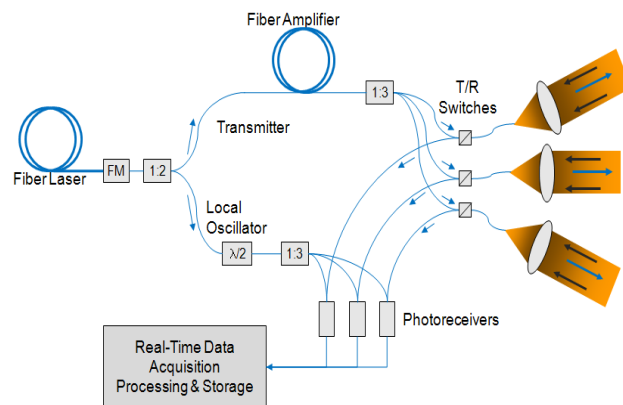 Fiber Amplifier
1:3
T/R
Switches
Transmitter
Fiber Laser
FM
1:2
Local
Oscillator
λ/2
1:3
Photoreceivers
Real-Time Data
Acquisition
Processing & Storage